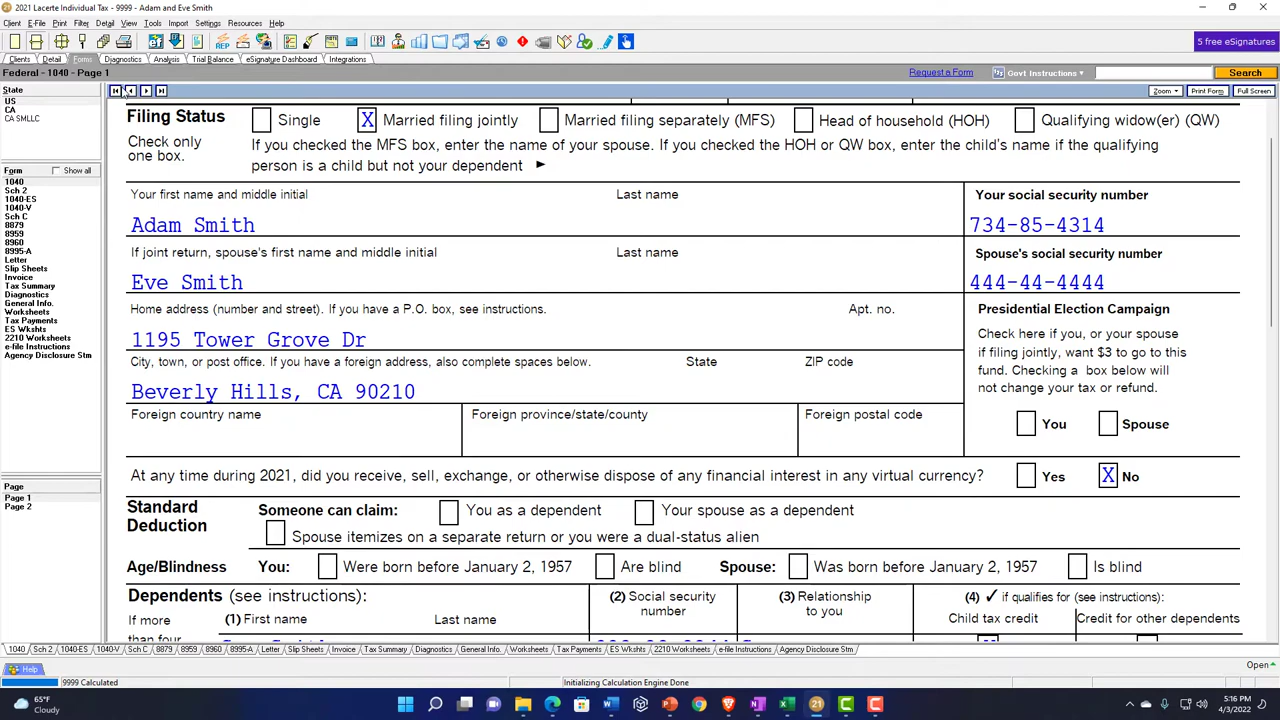 2021 Lacerte Individual Tax - 9999 - Adam and Eve Smith
Client E-File Print Filter Detail View Tools Import Settings Resources Help
REP
5 free eSignatures
Clients Detail Forms Diagnostics Analysis Trial Balance eSignature Dashboard Integrations
Federal - 1040 - Page 1 Request a Form Govt Instructions Search
State
US
CA
CA SMLLC
Zoom Print Form Full Screen
Form Show all
1040
Sch 2
1040-ES
1040-V
Sch C
8879
8959
8960
8995-A
Letter
Slip Sheets
Invoice
Tax Summary
Diagnostics
General Info.
Worksheets
Tax Payments
ES Wkshts
2210 Worksheets
e-file Instructions
Agency Disclosure Stm
Page
Page 1
Page 2
Filing Status Single X Married filing jointly Married filing separately (MFS) Head of household (HOH) Qualifying widow(er) (QW)
Check only
one box.
If you checked the MFS box, enter the name of your spouse. If you checked the HOH or QW box, enter the child's name if the qualifying
person is a child but not your dependent ►
Your first name and middle initial Last name Your social security number
Adam Smith 734-85-4314
If joint return, spouse's first name and middle initial Last name Spouse's social security number
Eve Smith 444-44-4444
Home address (number and street). If you have a P.O. box, see instructions. Apt. no. Presidential Election Campaign
1195 Tower Grove Dr
Check here if you, or your spouse
if filing jointly, want $3 to go to this
fund. Checking a box below will
not change your tax or refund.
City, town, or post office. If you have a foreign address, also complete spaces below. State ZIP code
Beverly Hills, CA 90210
Foreign country name Foreign province/state/county Foreign postal code
You Spouse
At any time during 2021, did you receive, sell, exchange, or otherwise dispose of any financial interest in any virtual currency? Yes X No
Standard
Deduction
Someone can claim: You as a dependent Your spouse as a dependent
Spouse itemizes on a separate return or you were a dual-status alien
Age/Blindness You: Were born before January 2, 1957 Are blind Spouse: Was born before January 2, 1957 Is blind
Dependents (see instructions): (2) Social security number (3) Relationship to you (4) ✓ if qualifies for (see instructions):
If more
than four
(1) First name Last name Child tax credit Credit for other dependents
1040 Sch 2 1040-ES 1040-V Sch C 8879 8959 8960 8995-A Letter Slip Sheets Invoice Tax Summary Diagnostics General Info. Worksheets Tax Payments ES Wkshts 2210 Worksheets e-file Instructions Agency Disclosure Stm
Help Open
9999 Calculated Initializing Calculation Engine Done
65°F
Cloudy
21
5:16 PM
4/3/2022